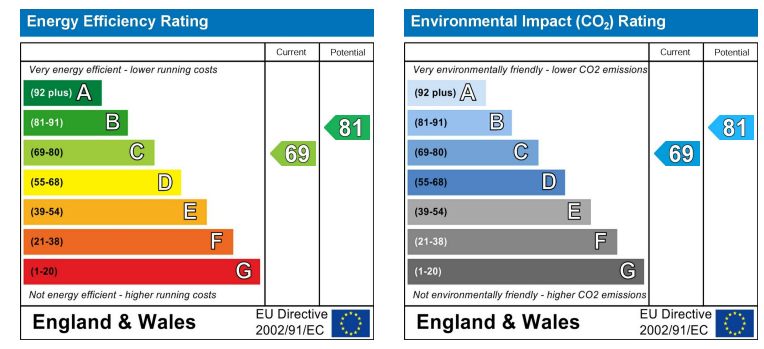 Energy Efficiency Rating
Current Potential
Very energy efficient - lower running costs
(92 plus) A
(81-91) B
81
(69-80) C
69
(55-68) D
(39-54) E
(21-38) F
(1-20) G
Not energy efficient - higher running costs
England & Wales
EU Directive
2002/91/EC
Environmental Impact (CO₂) Rating
Current Potential
Very environmentally friendly - lower CO2 emissions
(92 plus) A
(81-91) B
81
(69-80) C
69
(55-68) D
(39-54) E
(21-38) F
(1-20) G
Not environmentally friendly - higher CO2 emissions
England & Wales
EU Directive
2002/91/EC